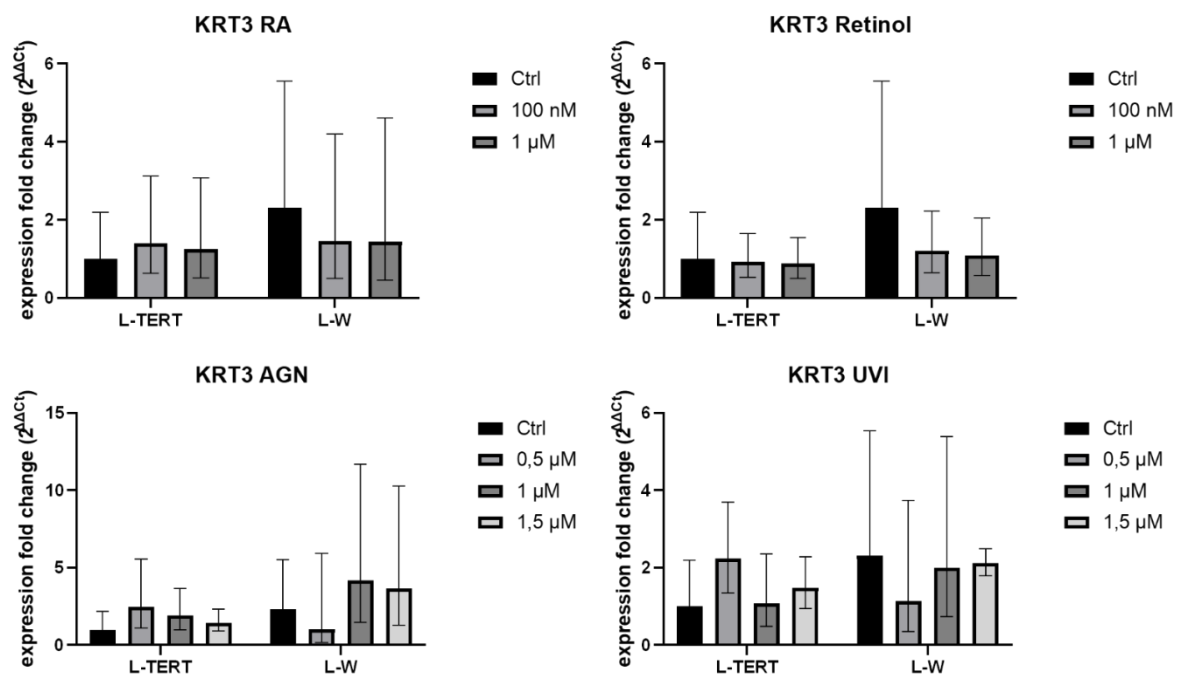 KRT3 RA
expression fold change (2^ΔΔCt)
6
4
2
0
L-TERT
L-W
Ctrl
100 nM
1 µM
KRT3 Retinol
expression fold change (2^ΔΔCt)
6
4
2
0
L-TERT
L-W
Ctrl
100 nM
1 µM
KRT3 AGN
expression fold change (2^ΔΔCt)
15
10
5
0
L-TERT
L-W
Ctrl
0,5 µM
1 µM
1,5 µM
KRT3 UVI
expression fold change (2^ΔΔCt)
6
4
2
0
L-TERT
L-W
Ctrl
0,5 µM
1 µM
1,5 µM